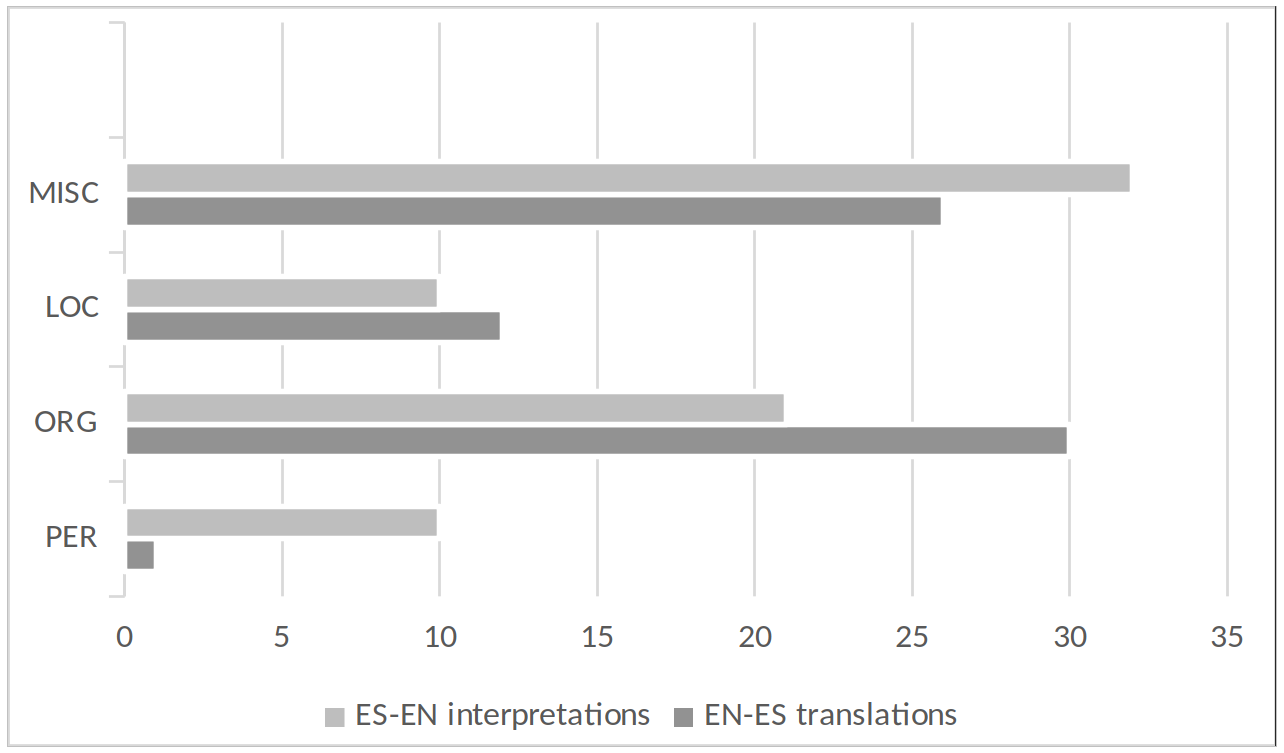 MISC
LOC
ORG
PER
0 5 10 15 20 25 30 35
ES-EN interpretations EN-ES translations